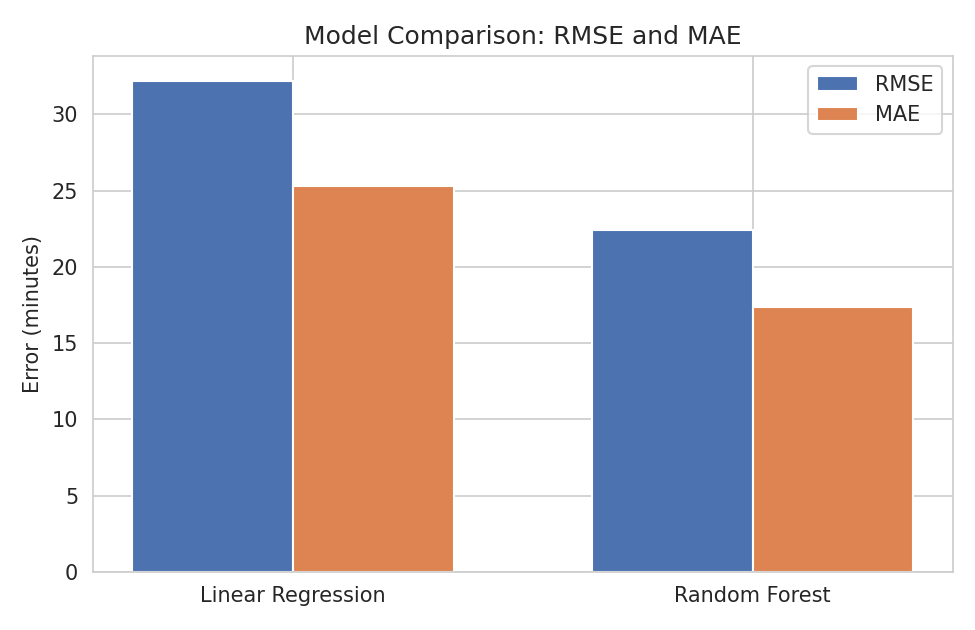 Model Comparison: RMSE and MAE
RMSE
MAE
Error (minutes)
30
25
20
15
10
5
0
Linear Regression
Random Forest